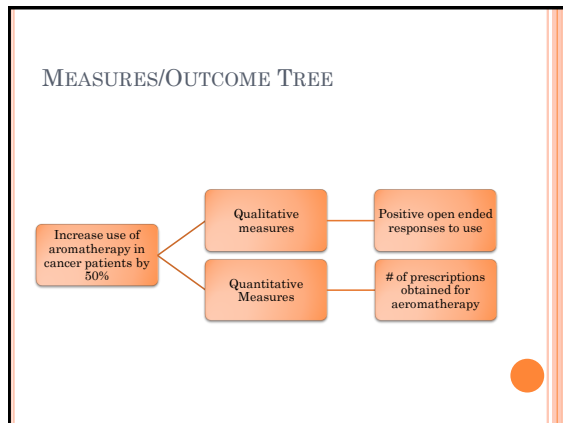 MEASURES/OUTCOME TREE
Increase use of
aromatherapy in
cancer patients by
50%
Qualitative
measures
Positive open ended
responses to use
Quantitative
Measures
# of prescriptions
obtained for
aeromatherapy